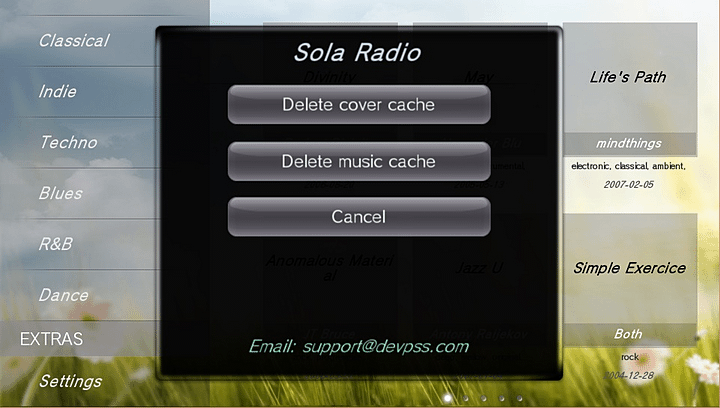 Classical
Indie
Techno
Blues
R&B
Dance
EXTRAS
Settings
Sola Radio
Delete cover cache
Delete music cache
Cancel
Email: support@devpss.com
Divinity
May
Life's Path
mindthings
electronic, classical, ambient,
2007-02-05
Anomalous Materi
al
Jazz U
Simple Exercice
Both
rock
2004-12-28